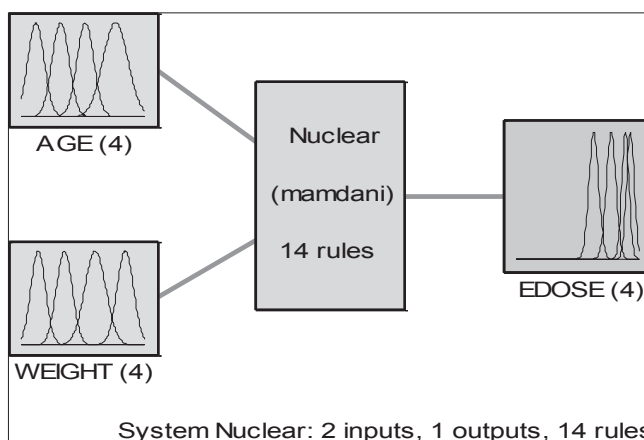 AGE (4)
Nuclear
(mamdani)
14 rules
EDOSE (4)
WEIGHT (4)
System Nuclear: 2 inputs, 1 outputs, 14 rules